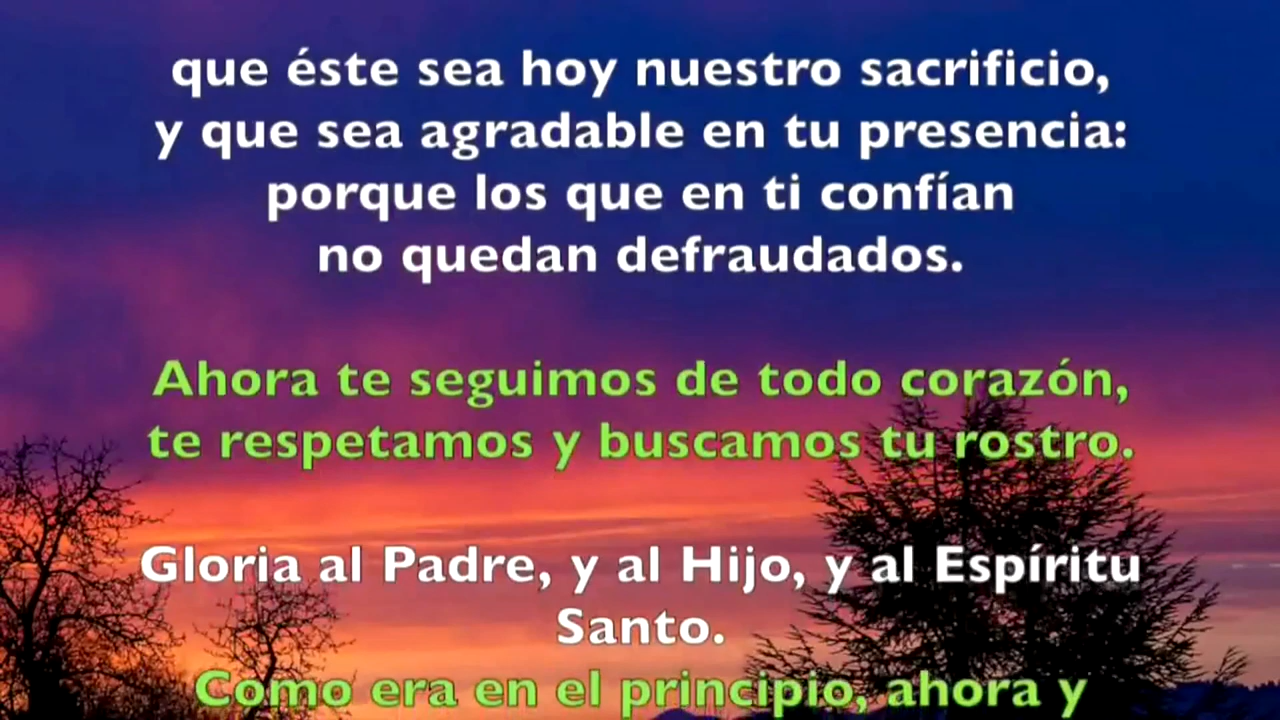 que éste sea hoy nuestro sacrificio,
y que sea agradable en tu presencia:
porque los que en ti confían
no quedan defraudados.
Ahora te seguimos de todo corazón,
te respetamos y buscamos tu rostro.
Gloria al Padre, y al Hijo, y al Espíritu
Santo.
Como era en el principio, ahora y